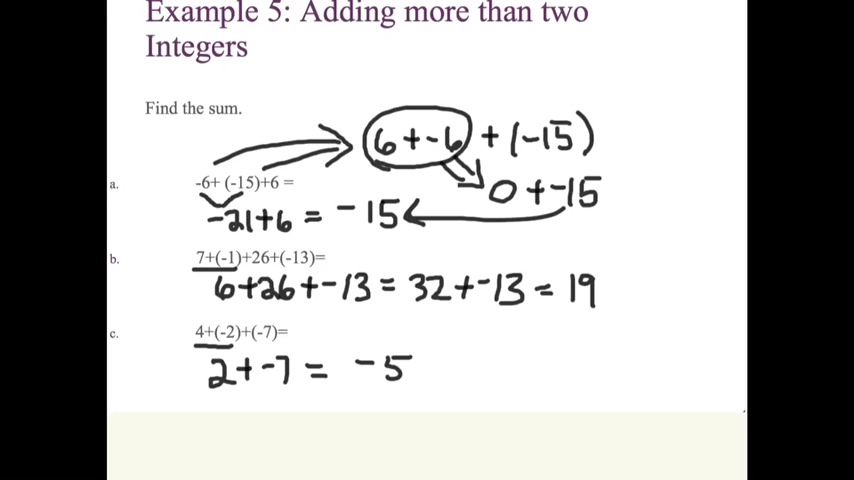 Example 5: Adding more than two
Integers
Find the sum.
(6+-6)+(-15)
a. -6+ (-15)+6 =
0+-15
-21+6 = -15
b. 7+(-1)+26+(-13)=
6+26+-13 = 32+-13 = 19
c. 4+(-2)+(-7)=
2+-7 = -5